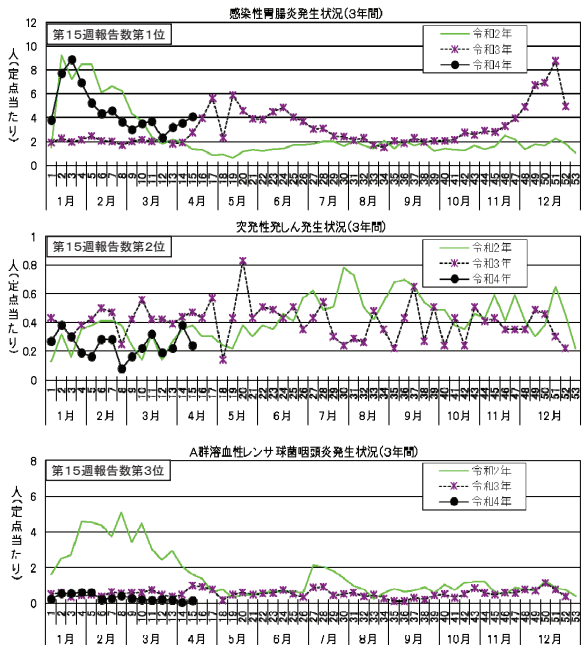 感染性胃腸炎発生状況(3年間)
人(定点当たり)
第15週報告数第1位
令和2年
令和3年
令和4年
12
10
8
6
4
2
0
1 2 3 4 5 6 7 8 9 10 11 12 13 14 15 16 17 18 19 20 21 22 23 24 25 26 27 28 29 30 31 32 33 34 35 36 37 38 39 40 41 42 43 44 45 46 47 48 49 50 51 52 53
1月 2月 3月 4月 5月 6月 7月 8月 9月 10月 11月 12月
突発性発しん発生状況(3年間)
人(定点当たり)
第15週報告数第2位
令和2年
令和3年
令和4年
1
0.8
0.6
0.4
0.2
0
1 2 3 4 5 6 7 8 9 10 11 12 13 14 15 16 17 18 19 20 21 22 23 24 25 26 27 28 29 30 31 32 33 34 35 36 37 38 39 40 41 42 43 44 45 46 47 48 49 50 51 52 53
1月 2月 3月 4月 5月 6月 7月 8月 9月 10月 11月 12月
A群溶血性レンサ球菌咽頭炎発生状況(3年間)
人(定点当たり)
第15週報告数第3位
令和2年
令和3年
令和4年
8
6
4
2
0
1 2 3 4 5 6 7 8 9 10 11 12 13 14 15 16 17 18 19 20 21 22 23 24 25 26 27 28 29 30 31 32 33 34 35 36 37 38 39 40 41 42 43 44 45 46 47 48 49 50 51 52 53
1月 2月 3月 4月 5月 6月 7月 8月 9月 10月 11月 12月